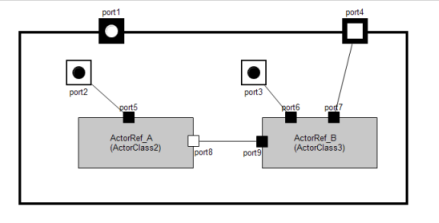 port1
port4
port2
port3
port5
port6
port7
ActorRef_A
(ActorClass2)
ActorRef_B
(ActorClass3)
port8
port9